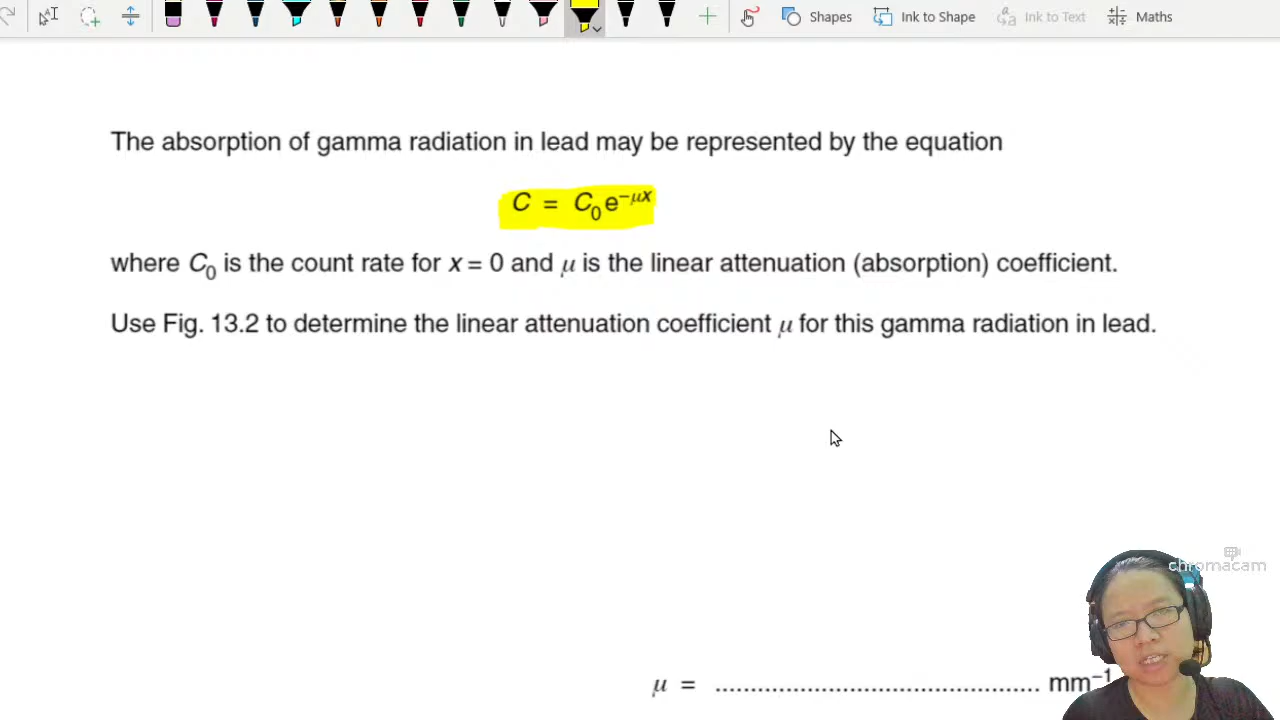 Shapes
Ink to Shape
Ink to Text
Maths
The absorption of gamma radiation in lead may be represented by the equation
C = C₀e⁻μx
where C₀ is the count rate for x = 0 and μ is the linear attenuation (absorption) coefficient.
Use Fig. 13.2 to determine the linear attenuation coefficient μ for this gamma radiation in lead.
chromacam
μ = .............................................. mm⁻¹